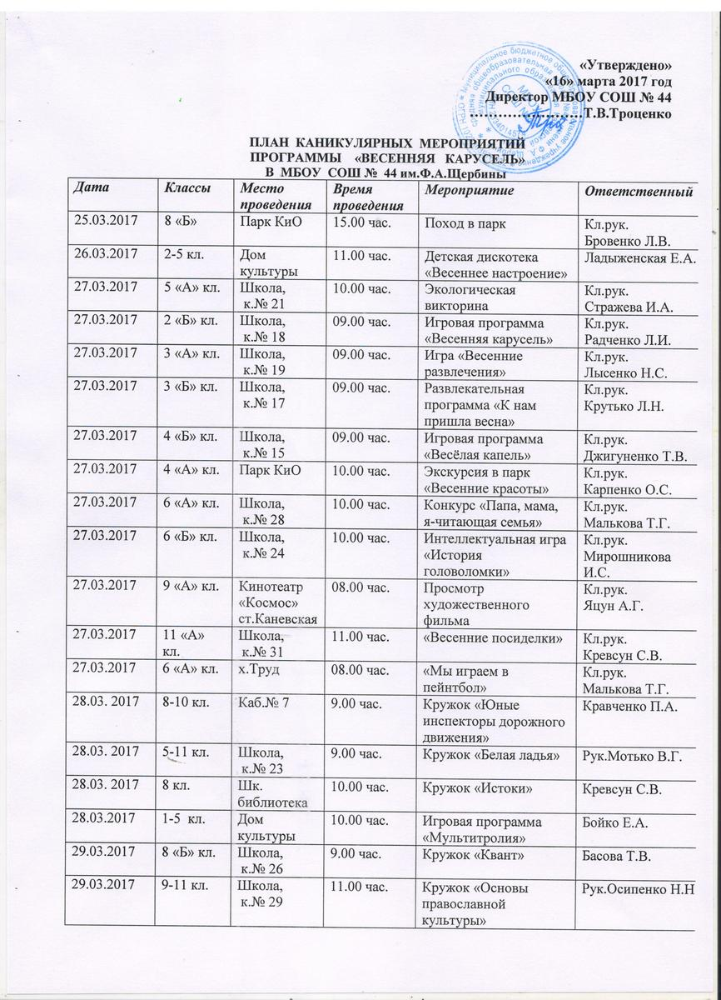 «Утверждено»
«16» марта 2017 год
Директор МБОУ СОШ № 44
……………………Т.В.Троценко
ПЛАН КАНИКУЛЯРНЫХ МЕРОПРИЯТИЙ
ПРОГРАММЫ «ВЕСЕННЯЯ КАРУСЕЛЬ»
В МБОУ СОШ № 44 им.Ф.А.Щербины
Дата Классы Место Время Мероприятие Ответственный
проведения проведения
25.03.2017 8 «Б» Парк КиО 15.00 час. Поход в парк Кл.рук.
Бровенко Л.В.
26.03.2017 2-5 кл. Дом 11.00 час. Детская дискотека Ладыженская Е.А.
культуры «Весеннее настроение»
27.03.2017 5 «А» кл. Школа, 10.00 час. Экологическая Кл.рук.
к.№ 21 викторина Стражева И.А.
27.03.2017 2 «Б» кл. Школа, 09.00 час. Игровая программа Кл.рук.
к.№ 18 «Весенняя карусель» Радченко Л.И.
27.03.2017 3 «А» кл. Школа, 09.00 час. Игра «Весенние Кл.рук.
к.№ 19 развлечения» Лысенко Н.С.
27.03.2017 3 «Б» кл. Школа, 09.00 час. Развлекательная Кл.рук.
к.№ 17 программа «К нам Крутько Л.Н.
пришла весна»
27.03.2017 4 «Б» кл. Школа, 09.00 час. Игровая программа Кл.рук.
к.№ 15 «Весёлая капель» Джигуненко Т.В.
27.03.2017 4 «А» кл. Парк КиО 10.00 час. Экскурсия в парк Кл.рук.
«Весенние красоты» Карпенко О.С.
27.03.2017 6 «А» кл. Школа, 10.00 час. Конкурс «Папа, мама, Кл.рук.
к.№ 28 я-читающая семья» Малькова Т.Г.
27.03.2017 6 «Б» кл. Школа, 10.00 час. Интеллектуальная игра Кл.рук.
к.№ 24 «История Мирошникова
головоломки» И.С.
27.03.2017 9 «А» кл. Кинотеатр 08.00 час. Просмотр Кл.рук.
«Космос» художественного Яцун А.Г.
ст.Каневская фильма
27.03.2017 11 «А» Школа, 11.00 час. «Весенние посиделки» Кл.рук.
кл. к.№ 31 Кревсун С.В.
27.03.2017 6 «А» кл. х.Труд 08.00 час. «Мы играем в Кл.рук.
пейнтбол» Малькова Т.Г.
28.03. 2017 8-10 кл. Каб.№ 7 9.00 час. Кружок «Юные Кравченко П.А.
инспекторы дорожного
движения»
28.03. 2017 5-11 кл. Школа, 9.00 час. Кружок «Белая ладья» Рук.Мотько В.Г.
к.№ 23
28.03. 2017 8 кл. Шк. 10.00 час. Кружок «Истоки» Кревсун С.В.
библиотека
28.03.2017 1-5 кл. Дом 10.00 час. Игровая программа Бойко Е.А.
культуры «Мультитролия»
29.03.2017 8 «Б» кл. Школа, 9.00 час. Кружок «Квант» Басова Т.В.
к.№ 26
29.03.2017 9-11 кл. Школа, 11.00 час. Кружок «Основы Рук.Осипенко Н.Н
к.№ 29 православной
культуры»